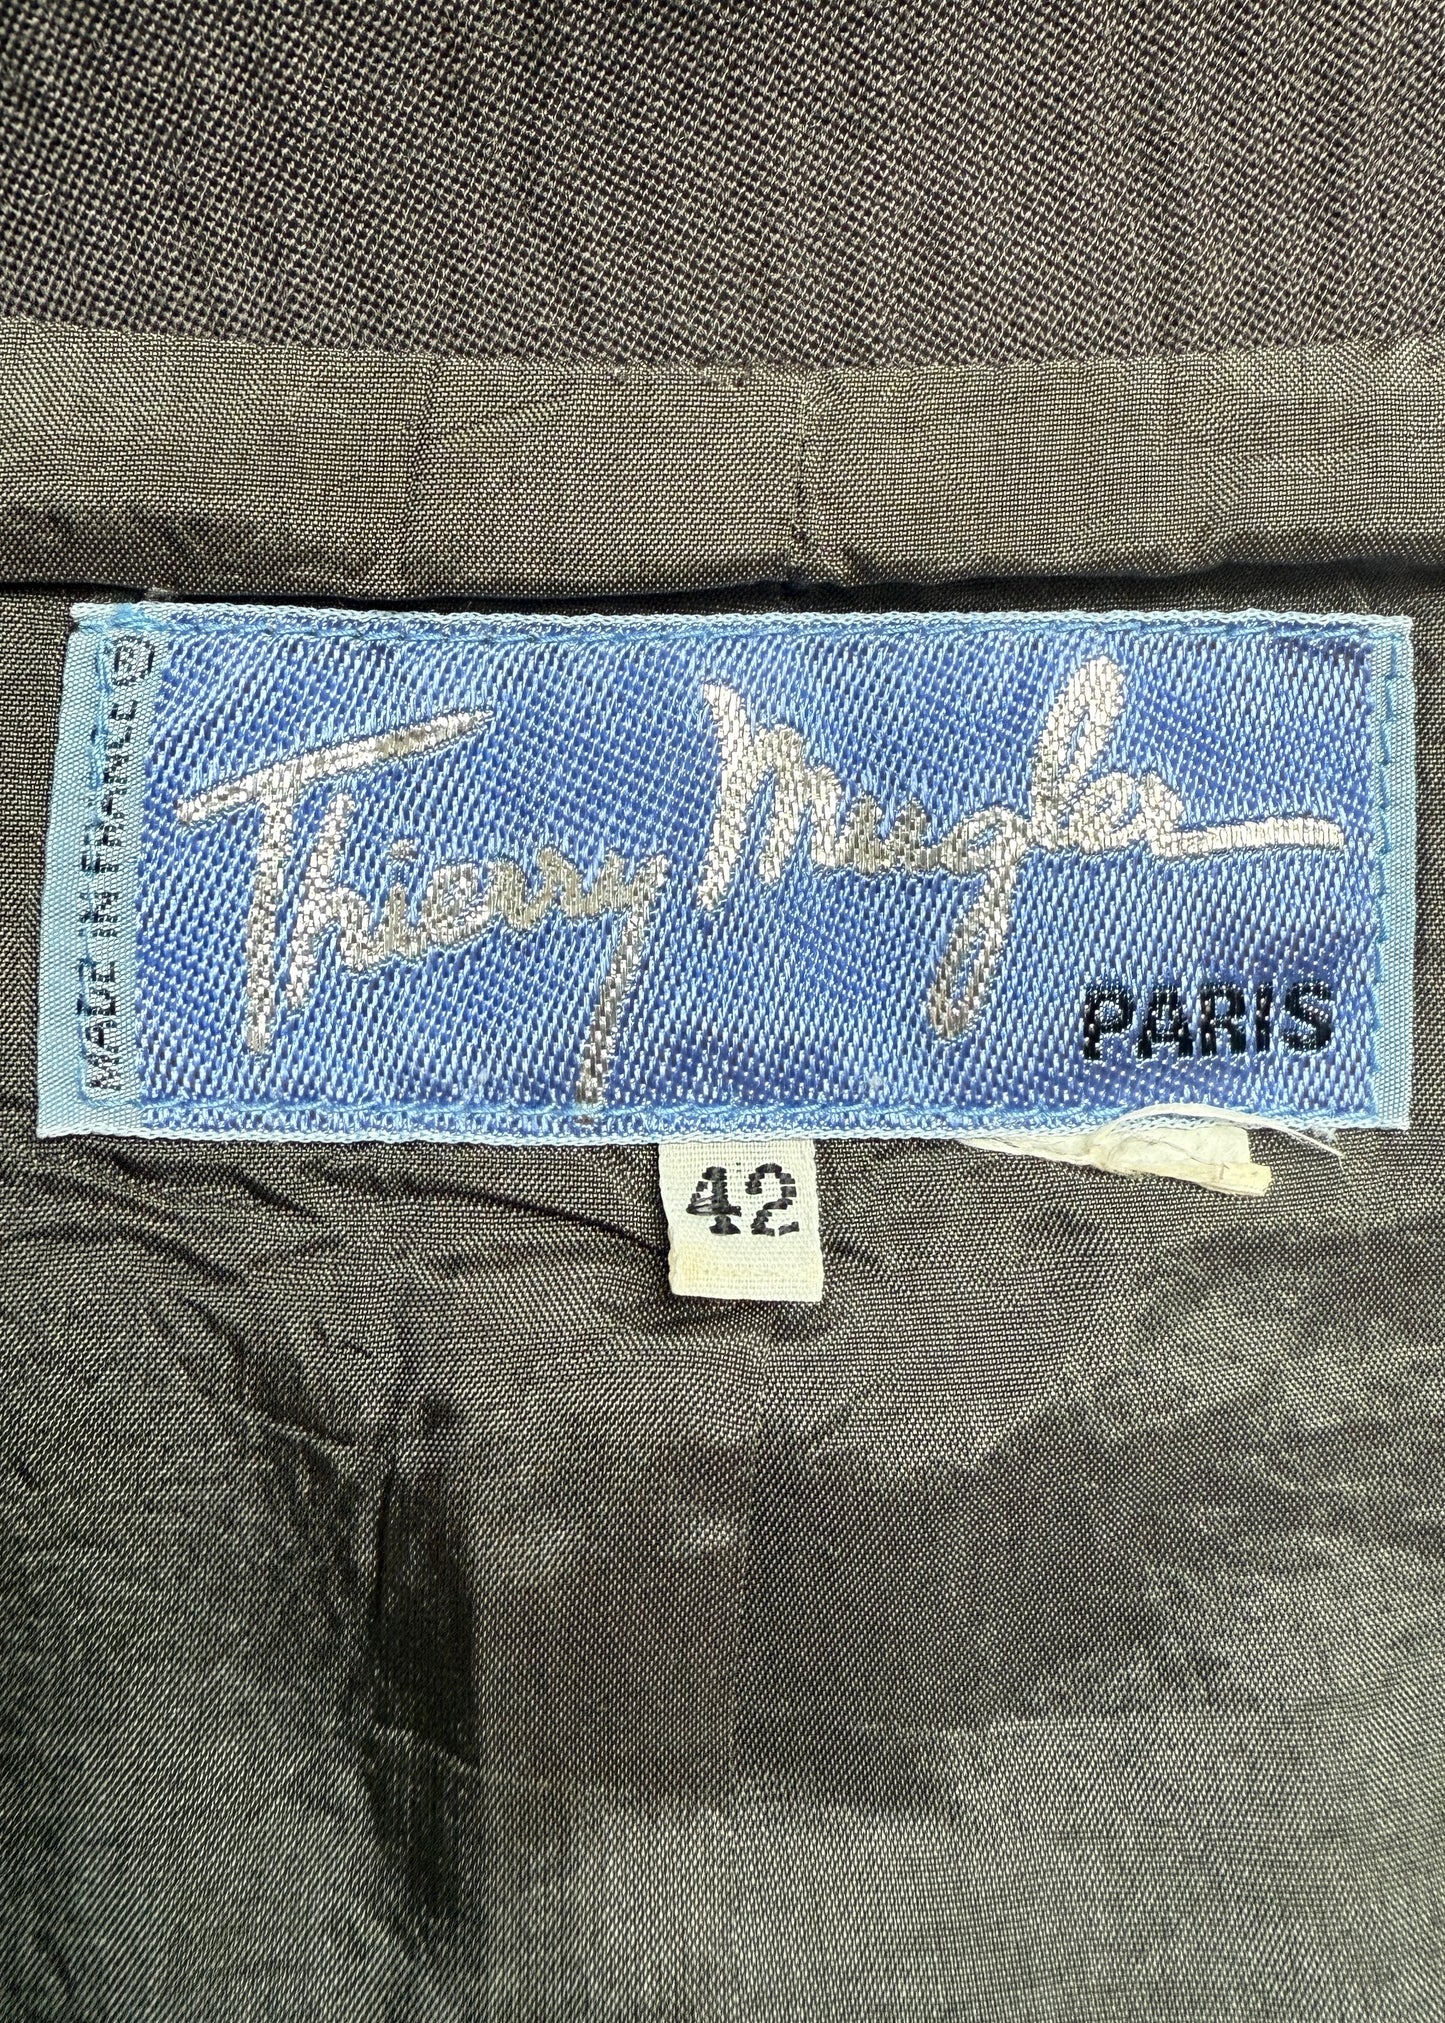 MADE IN FRANCE ®
Thierry Mugler
PARIS
42